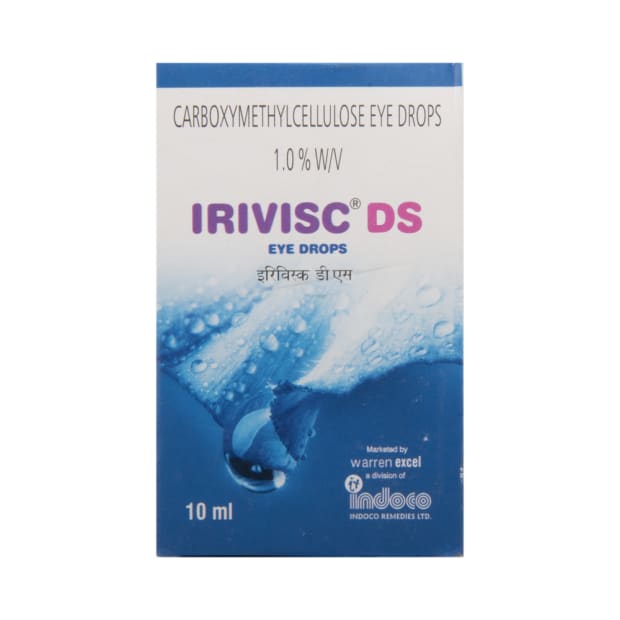 CARBOXYMETHYLCELLULOSE EYE DROPS
1.0 % W/V
IRIVISC® DS
EYE DROPS
इरिविस्क डी एस
Marketed by
warren excel
a division of
indoco
INDOCO REMEDIES LTD.
10 ml